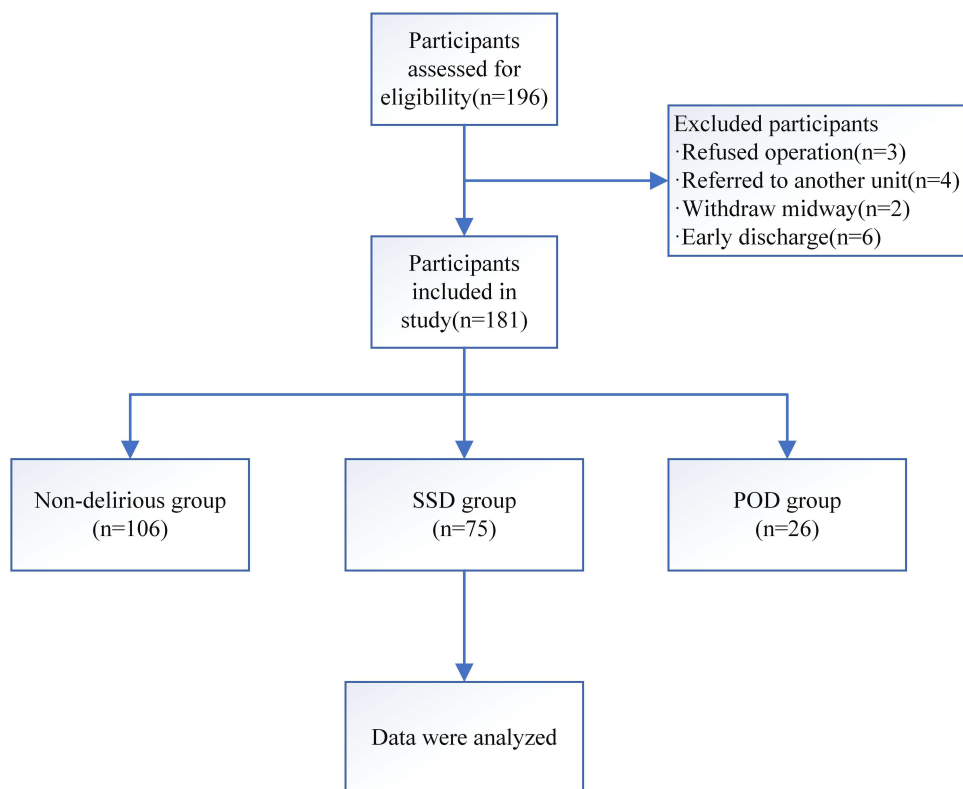 Participants
assessed for
eligibility(n=196)
Excluded participants
·Refused operation(n=3)
·Referred to another unit(n=4)
·Withdraw midway(n=2)
·Early discharge(n=6)
Participants
included in
study(n=181)
Non-delirious group
(n=106)
SSD group
(n=75)
POD group
(n=26)
Data were analyzed